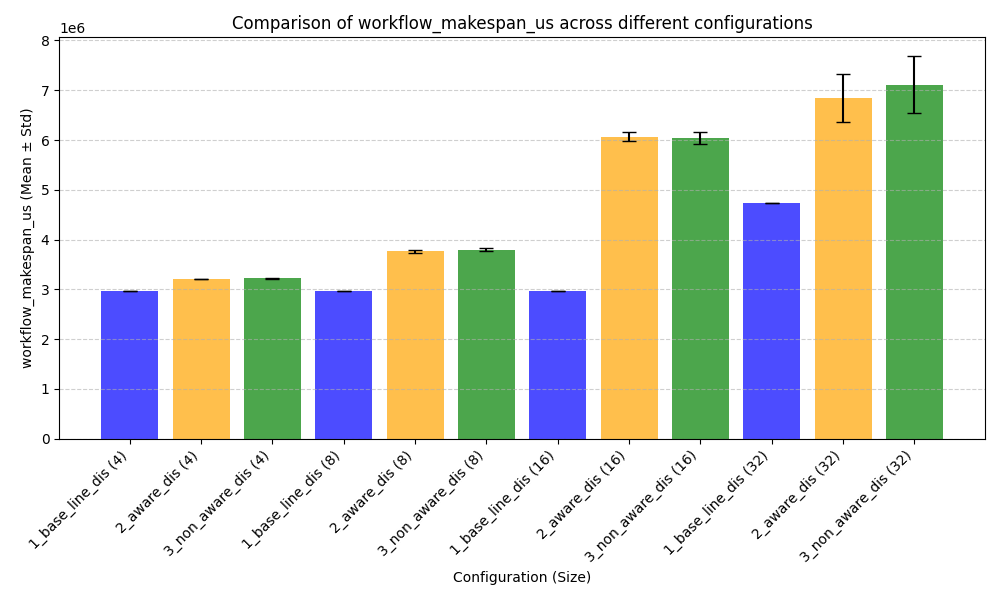 Comparison of workflow_makespan_us across different configurations
1e6
8
7
6
5
4
3
2
1
0
workflow_makespan_us (Mean ± Std)
1_base_line_dis (4)
2_aware_dis (4)
3_non_aware_dis (4)
1_base_line_dis (8)
2_aware_dis (8)
3_non_aware_dis (8)
1_base_line_dis (16)
2_aware_dis (16)
3_non_aware_dis (16)
1_base_line_dis (32)
2_aware_dis (32)
3_non_aware_dis (32)
Configuration (Size)